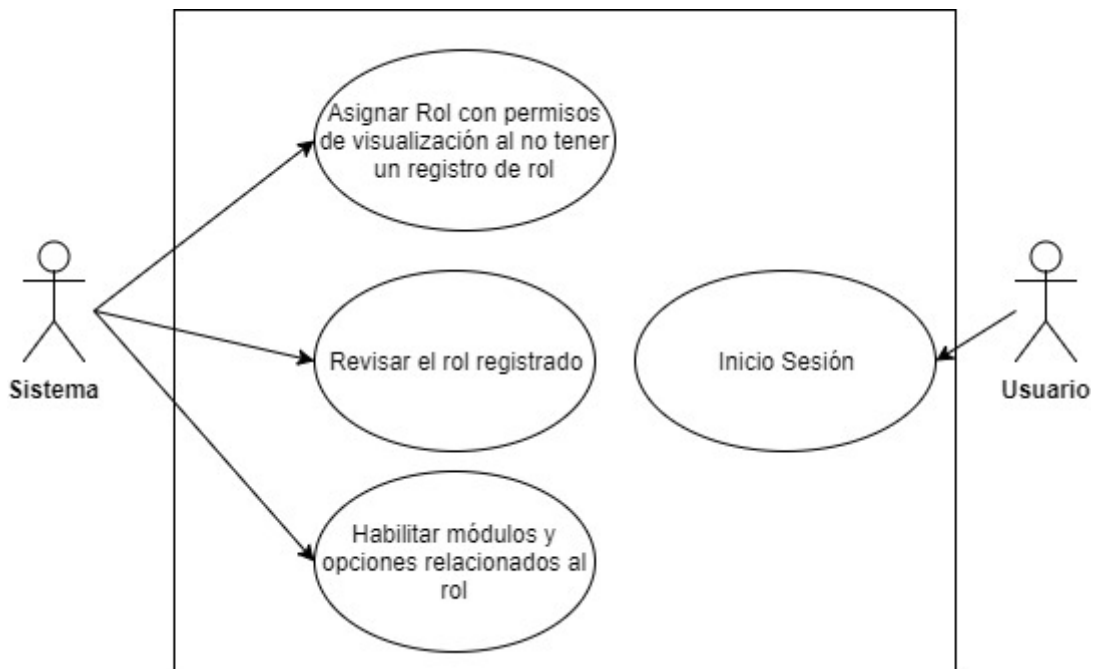 Asignar Rol con permisos
de visualización al no tener
un registro de rol
Sistema
Revisar el rol registrado
Inicio Sesión
Usuario
Habilitar módulos y
opciones relacionados al
rol